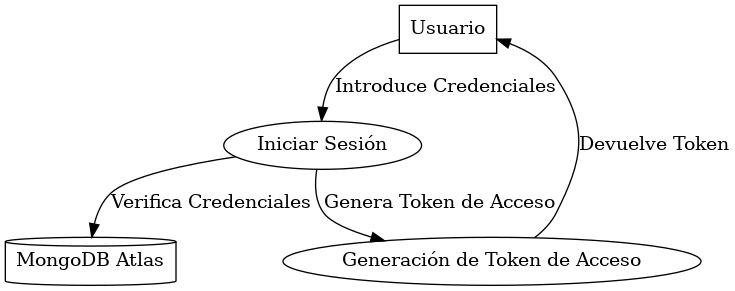 Usuario
Introduce Credenciales
Iniciar Sesión
Devuelve Token
Verifica Credenciales
Genera Token de Acceso
MongoDB Atlas
Generación de Token de Acceso